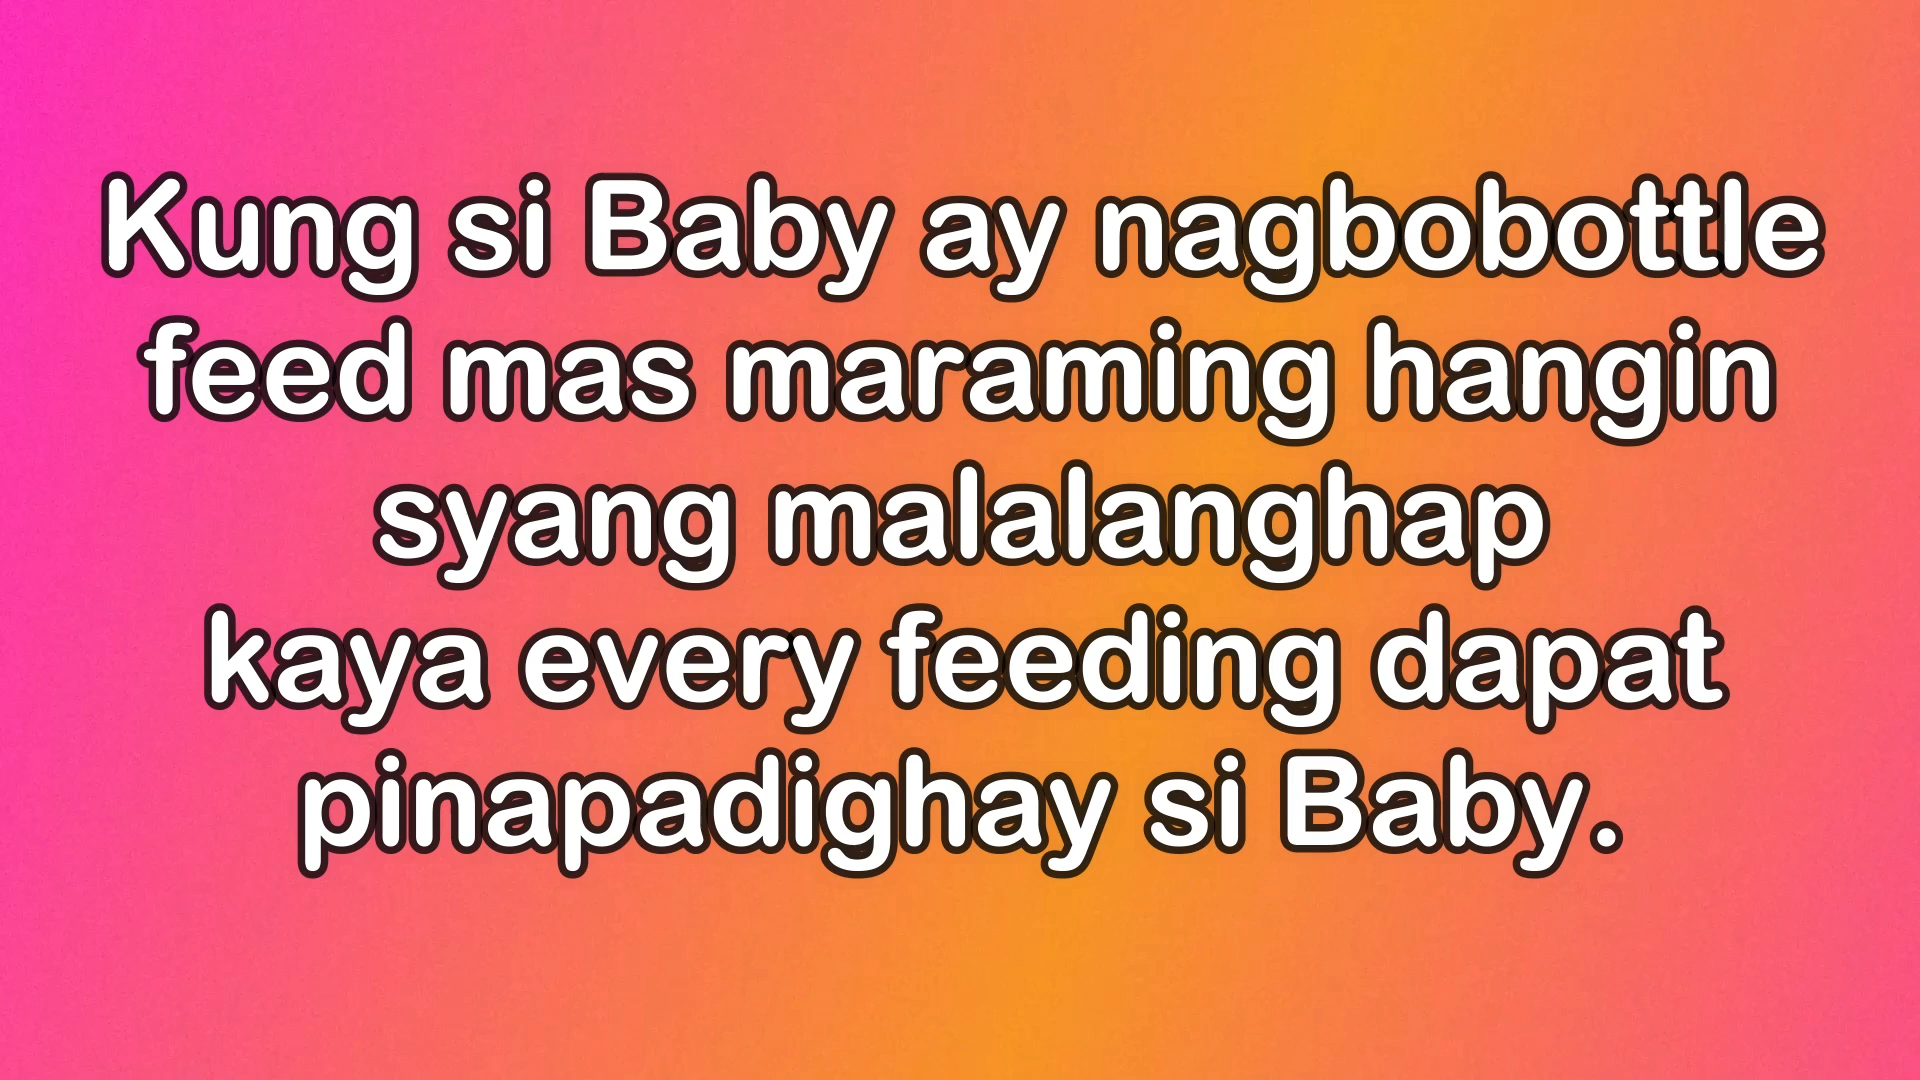 Kung si Baby ay nagbobottle
feed mas maraming hangin
syang malalanghap
kaya every feeding dapat
pinapadighay si Baby.